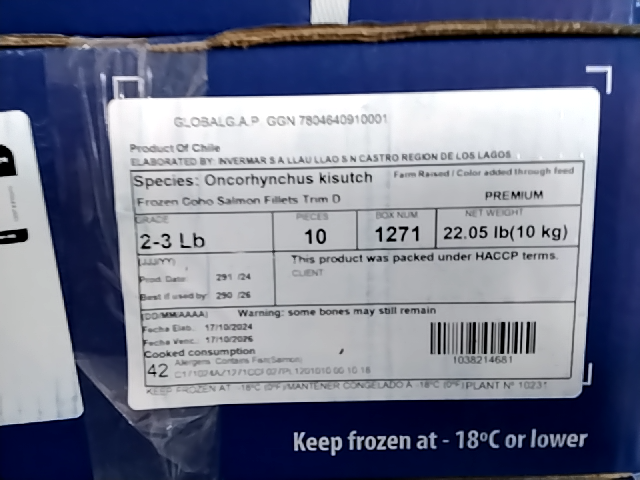 GLOBALG.A.P GGN 7804640910001
Product Of Chile
ELABORATED BY: INVERMAR S A LLAU LLAO S N CASTRO REGION DE LOS LAGOS
Species: Oncorhynchus kisutch Farm Raised / Color added through feed
Frozen Coho Salmon Fillets Trim D PREMIUM
GRADE PIECES BOX NUM. NET WEIGHT
2-3 Lb 10 1271 22.05 lb(10 kg)
(JJJ/YY) This product was packed under HACCP terms.
Prod. Date: 291 /24 CLIENT
Best if used by: 290 /26
(DD/MM/AAAA) Warning: some bones may still remain
Fecha Elab. 17/10/2024
Fecha Venc. 17/10/2026
Cooked consumption
1038214681
42 Allergens: Contains Fish(Salmon)
KEEP FROZEN AT -18ºC (0ºF)/MANTENER CONGELADO A -18ºC (0ºF)PLANT Nº 10231
Keep frozen at - 18ºC or lower